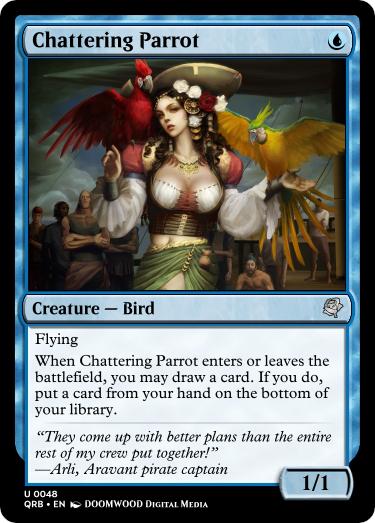 Chattering Parrot
Creature — Bird
Flying
When Chattering Parrot enters or leaves the
battlefield, you may draw a card. If you do,
put a card from your hand on the bottom of
your library.
“They come up with better plans than the entire
rest of my crew put together!”
—Arli, Aravant pirate captain
1/1
U 0048
QRB • EN DOOMWOOD DIGITAL MEDIA